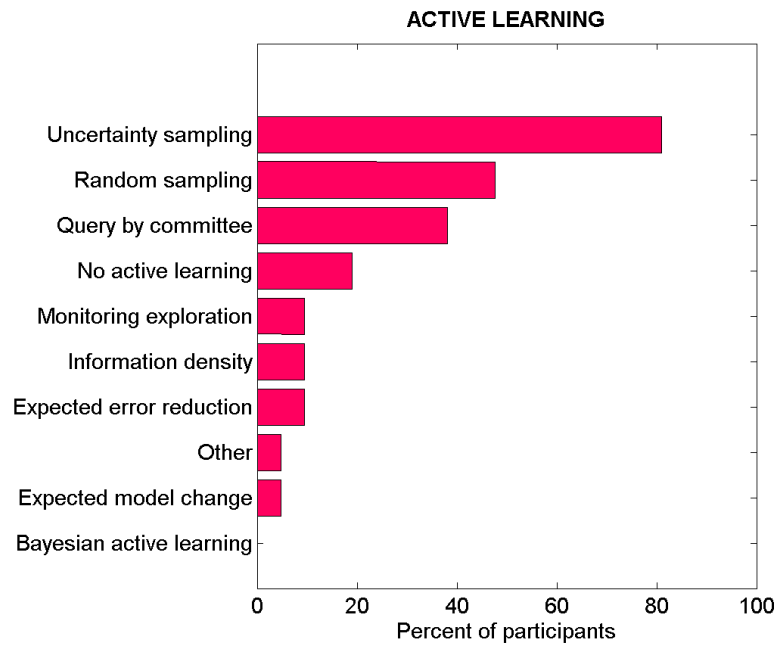 ACTIVE LEARNING
Uncertainty sampling
Random sampling
Query by committee
No active learning
Monitoring exploration
Information density
Expected error reduction
Other
Expected model change
Bayesian active learning
0 20 40 60 80 100
Percent of participants